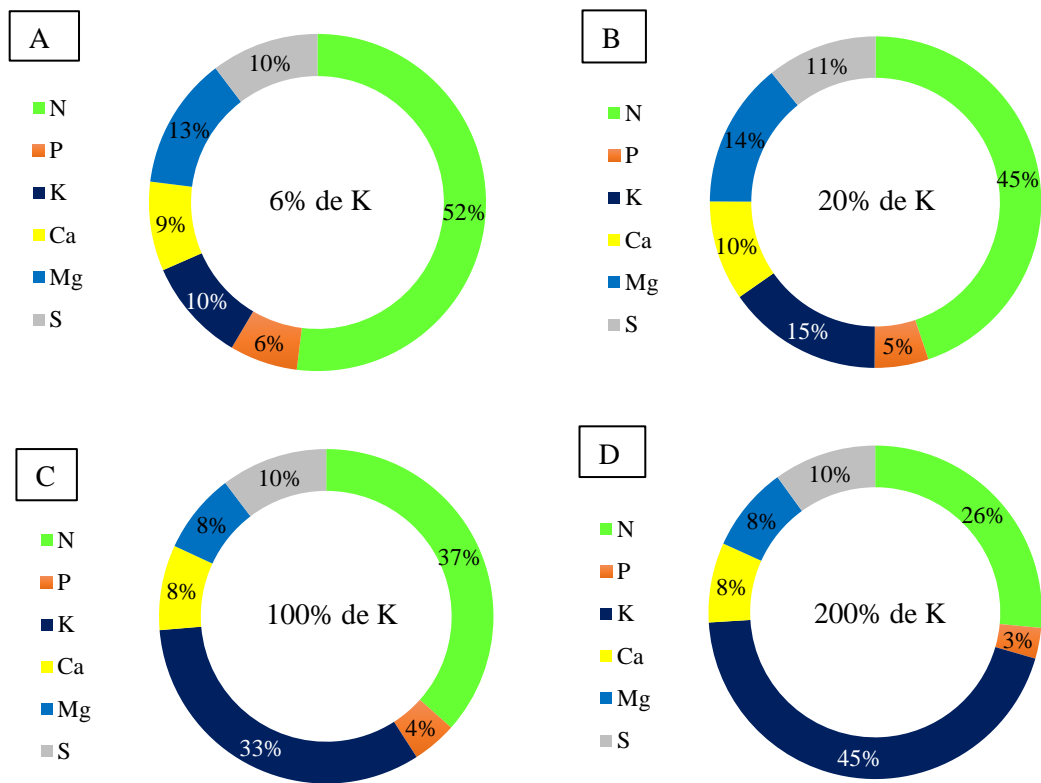 A
N
P
K
Ca
Mg
S
10%
13%
9%
10%
6%
52%
6% de K
B
N
P
K
Ca
Mg
S
11%
14%
10%
15%
5%
45%
20% de K
C
N
P
K
Ca
Mg
S
10%
8%
8%
33%
4%
37%
100% de K
D
N
P
K
Ca
Mg
S
10%
8%
8%
45%
3%
26%
200% de K